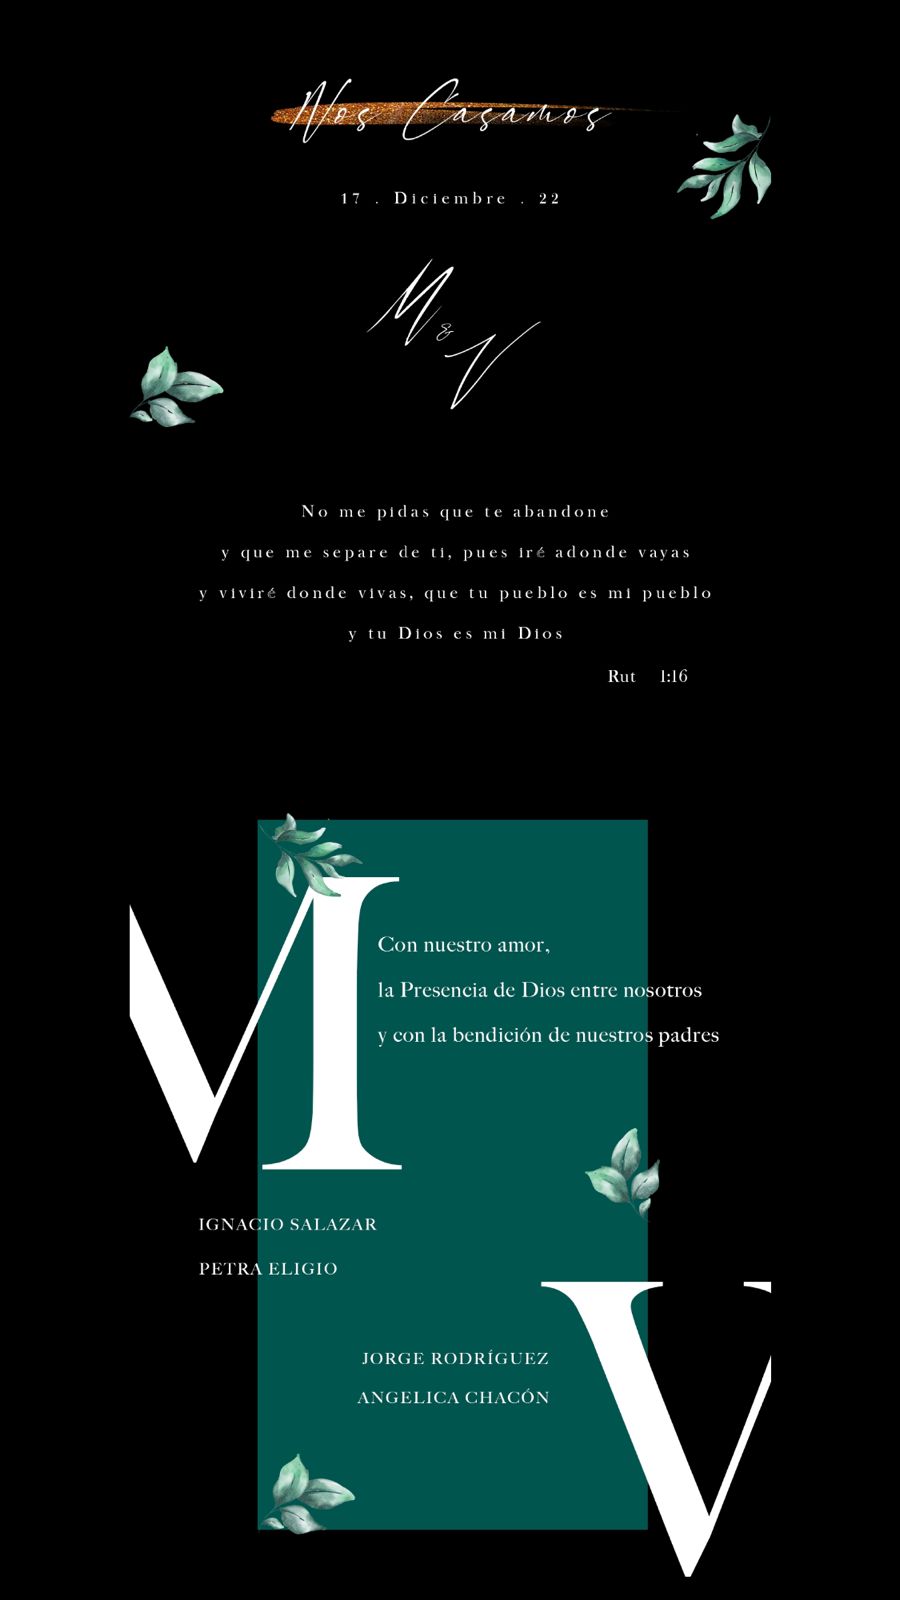 Nos Casamos
17 . Diciembre . 22
M
&
V
No me pidas que te abandone
y que me separe de ti, pues iré adonde vayas
y viviré donde vivas, que tu pueblo es mi pueblo
y tu Dios es mi Dios
Rut 1:16
M
Con nuestro amor,
la Presencia de Dios entre nosotros
y con la bendición de nuestros padres
IGNACIO SALAZAR
PETRA ELIGIO
V
JORGE RODRÍGUEZ
ANGELICA CHACÓN